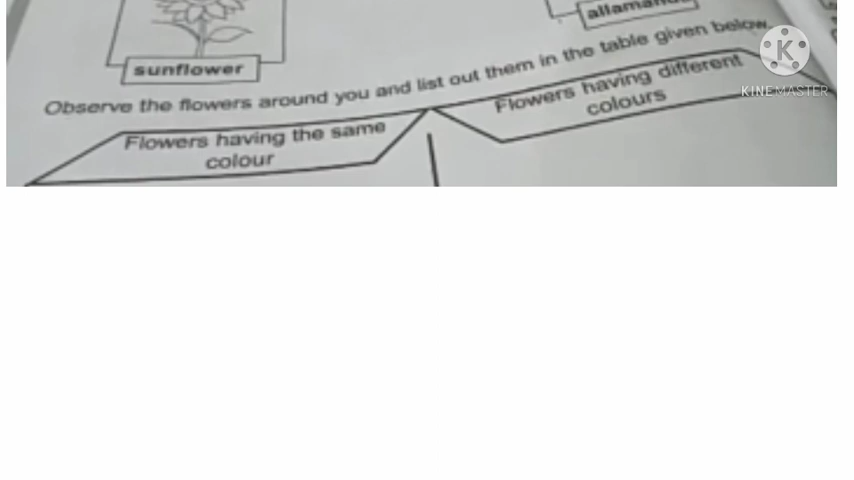 allamanda
sunflower
Observe the flowers around you and list out them in the table given below.
Flowers having the same
colour
Flowers having different
colours
KINEMASTER